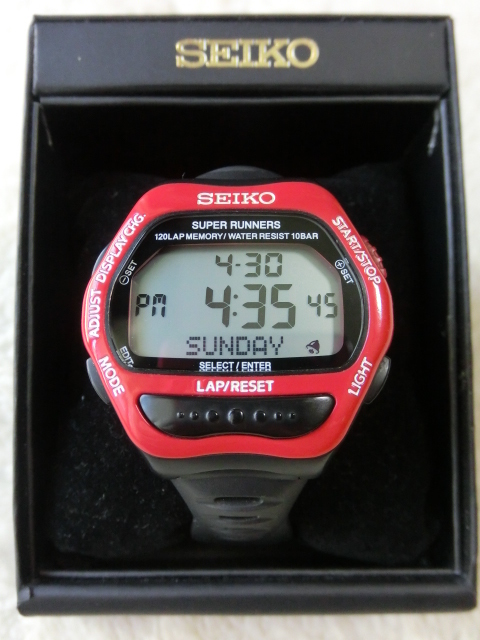 SEIKO
SEIKO
SUPER RUNNERS
120LAP MEMORY/WATER RESIST 10BAR
DISPLAY CHG.
START/STOP
⊖SET
⊕SET
4-30
PM 4:35 45
SUNDAY
ADJUST
EDIT
SELECT/ENTER
MODE
LAP/RESET
LIGHT